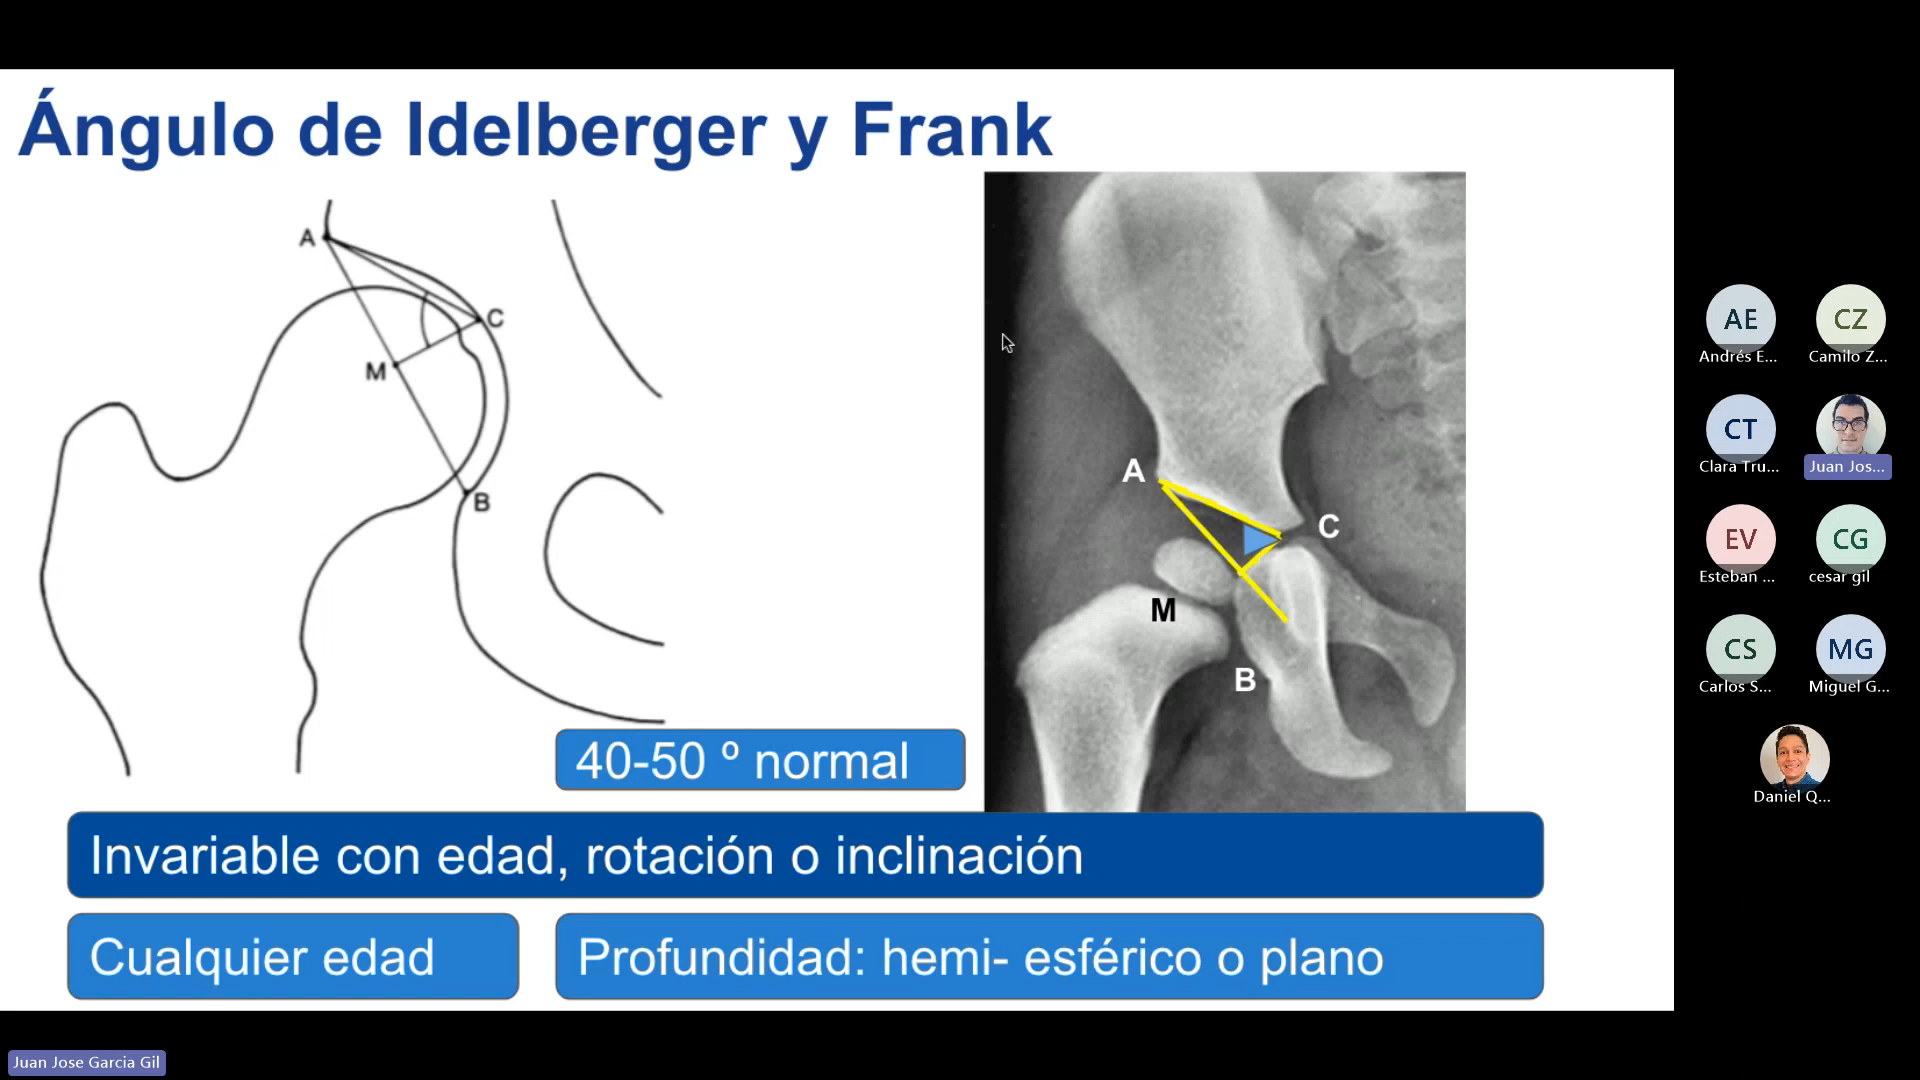 Ángulo de Idelberger y Frank
A
C
M
B
A
C
M
B
40-50 º normal
Invariable con edad, rotación o inclinación
Cualquier edad
Profundidad: hemi- esférico o plano
AE
Andrés E...
CZ
Camilo Z...
CT
Clara Tru...
Juan Jos...
EV
Esteban ...
CG
cesar gil
CS
Carlos S...
MG
Miguel G...
Daniel Q...
Juan Jose Garcia Gil